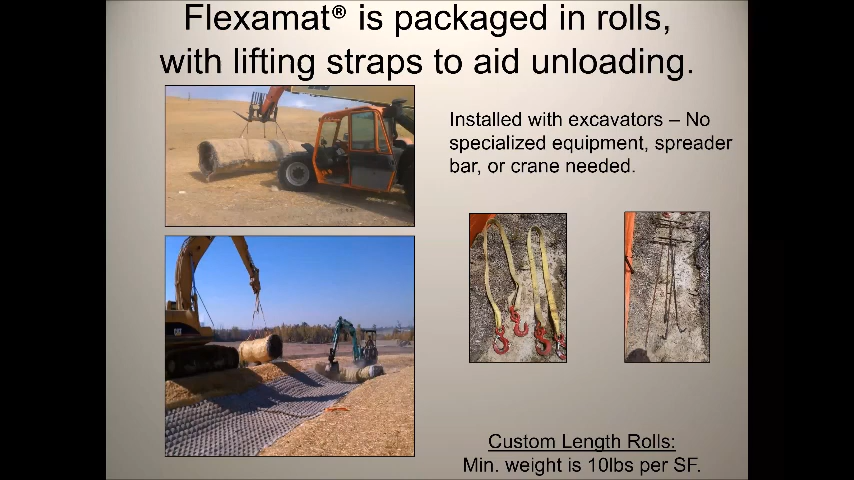 Flexamat® is packaged in rolls,
with lifting straps to aid unloading.
Installed with excavators – No
specialized equipment, spreader
bar, or crane needed.
CAT
Custom Length Rolls:
Min. weight is 10lbs per SF.